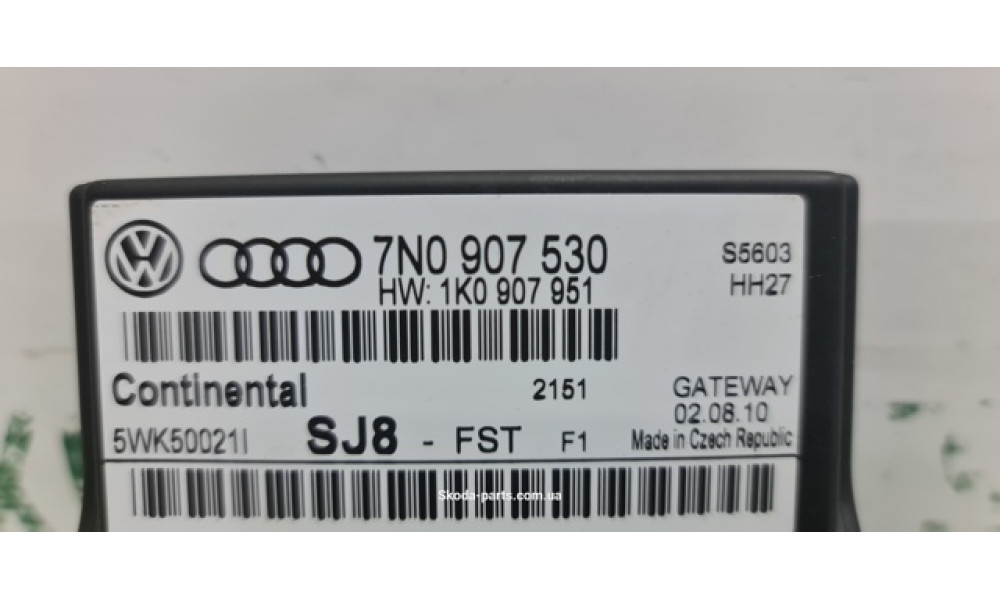 7N0 907 530
S5603
HW: 1K0 907 951
HH27
Continental
2151
GATEWAY
02.08.10
5WK50021I
SJ8 - FST F1
Made in Czech Republic
Skoda-parts.com.ua